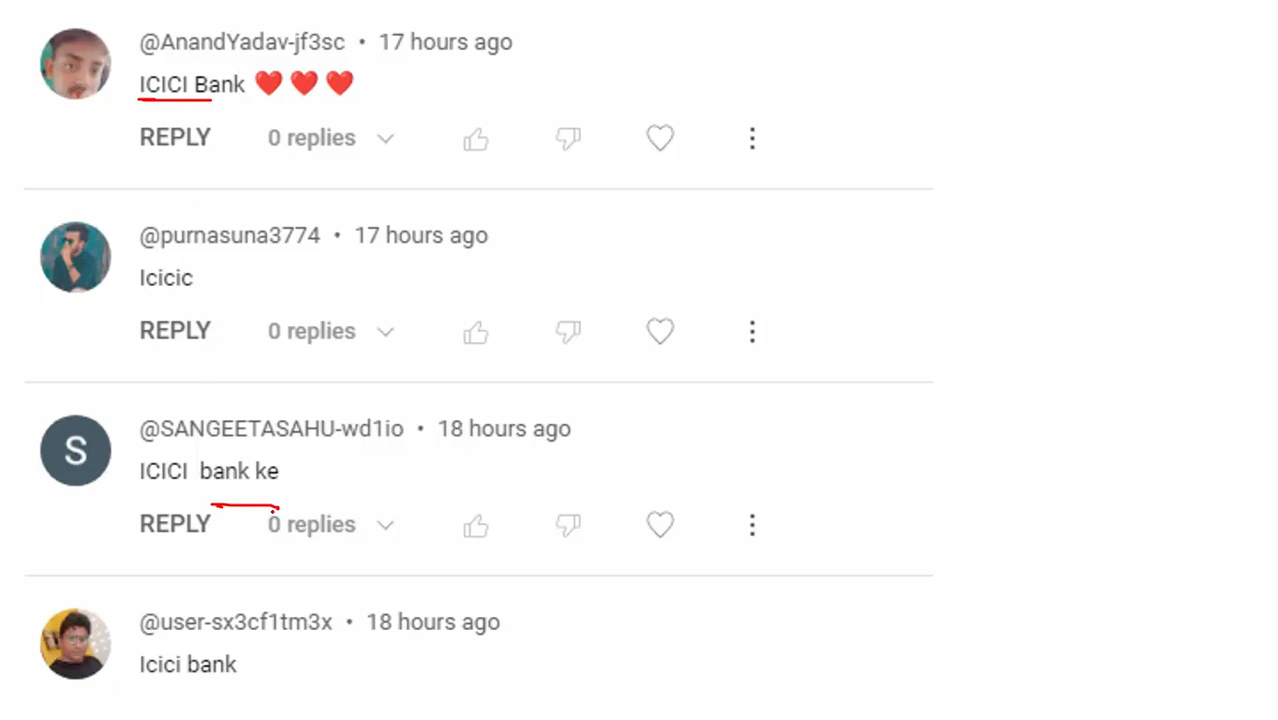 @AnandYadav-jf3sc • 17 hours ago
ICICI Bank ❤️ ❤️ ❤️
REPLY 0 replies
@purnasuna3774 • 17 hours ago
Icicic
REPLY 0 replies
S
@SANGEETASAHU-wd1io • 18 hours ago
ICICI bank ke
REPLY 0 replies
@user-sx3cf1tm3x • 18 hours ago
Icici bank